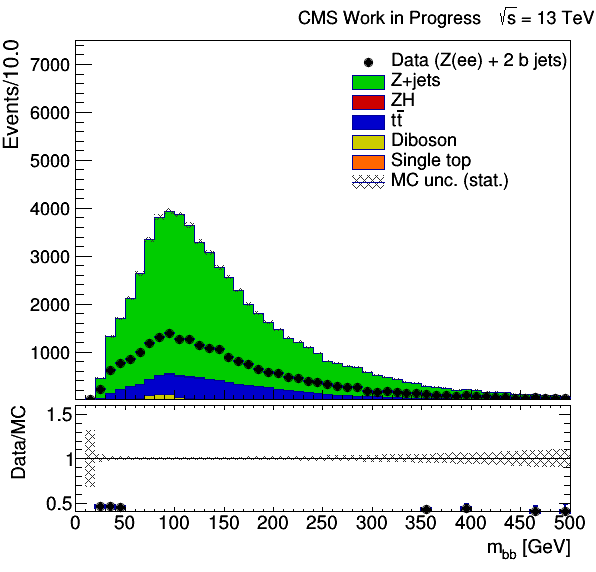 CMS Work in Progress √s = 13 TeV
Events/10.0
7000
6000
5000
4000
3000
2000
1000
Data (Z(ee) + 2 b jets)
Z+jets
ZH
tt̄
Diboson
Single top
MC unc. (stat.)
Data/MC
1.5
1
0.5
0 50 100 150 200 250 300 350 400 450 500
m_bb [GeV]